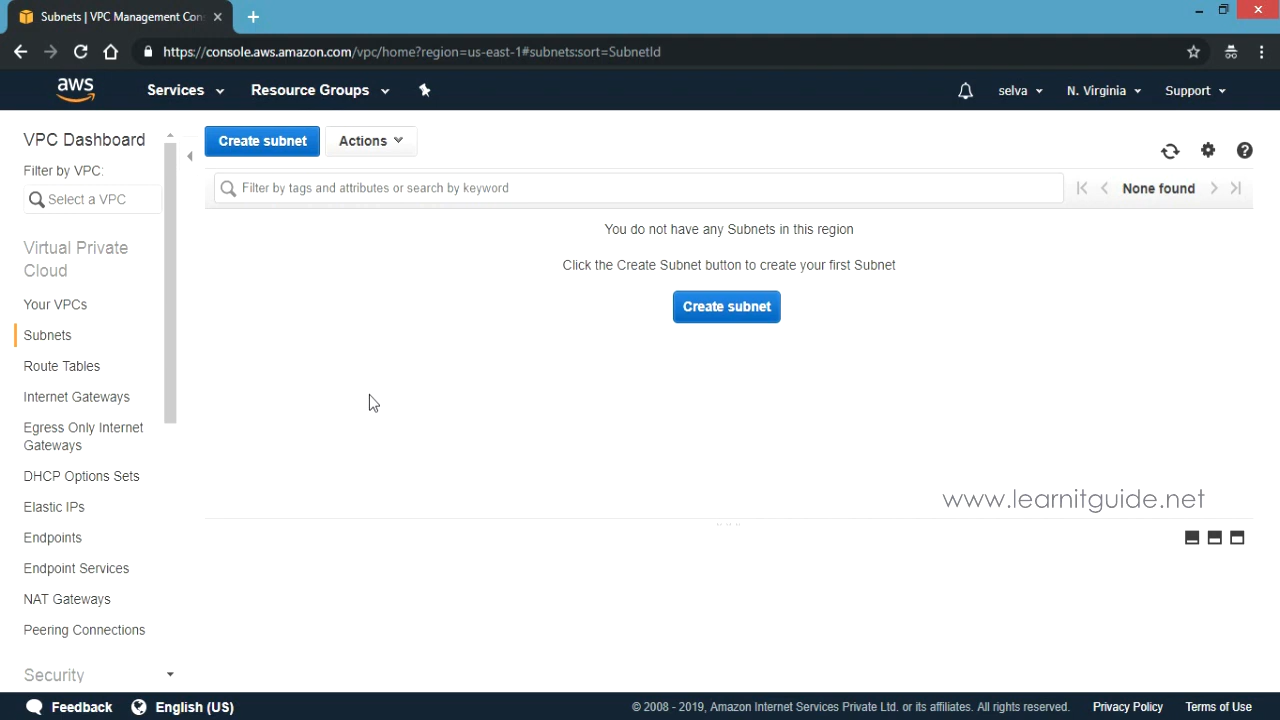 Subnets | VPC Management Con
https://console.aws.amazon.com/vpc/home?region=us-east-1#subnets:sort=SubnetId
aws
Services
Resource Groups
selva
N. Virginia
Support
VPC Dashboard
Filter by VPC:
Select a VPC
Virtual Private
Cloud
Your VPCs
Subnets
Route Tables
Internet Gateways
Egress Only Internet
Gateways
DHCP Options Sets
Elastic IPs
Endpoints
Endpoint Services
NAT Gateways
Peering Connections
Security
Create subnet
Actions
Filter by tags and attributes or search by keyword
None found
You do not have any Subnets in this region
Click the Create Subnet button to create your first Subnet
Create subnet
www.learnitguide.net
Feedback
English (US)
© 2008 - 2019, Amazon Internet Services Private Ltd. or its affiliates. All rights reserved.
Privacy Policy
Terms of Use